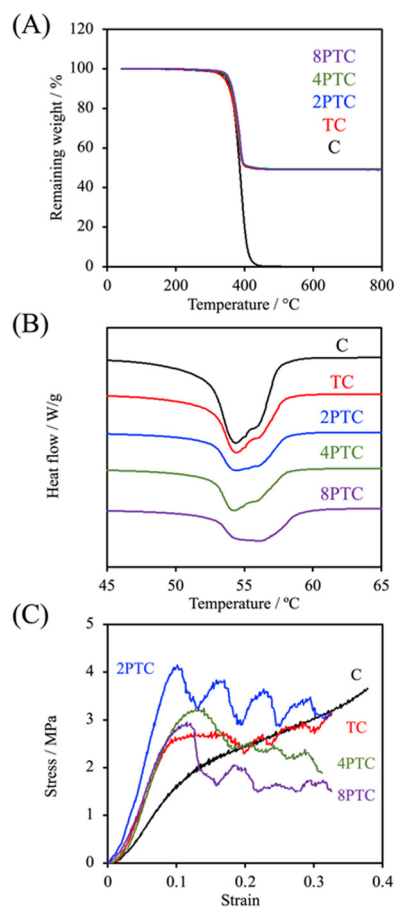 (A)
120
100
80
60
40
20
0
Remaining weight / %
8PTC
4PTC
2PTC
TC
C
0 200 400 600 800
Temperature / °C
(B)
Heat flow / W/g
C
TC
2PTC
4PTC
8PTC
45 50 55 60 65
Temperature / °C
(C)
5
4
3
2
1
0
Stress / MPa
2PTC
C
TC
4PTC
8PTC
0 0.1 0.2 0.3 0.4
Strain